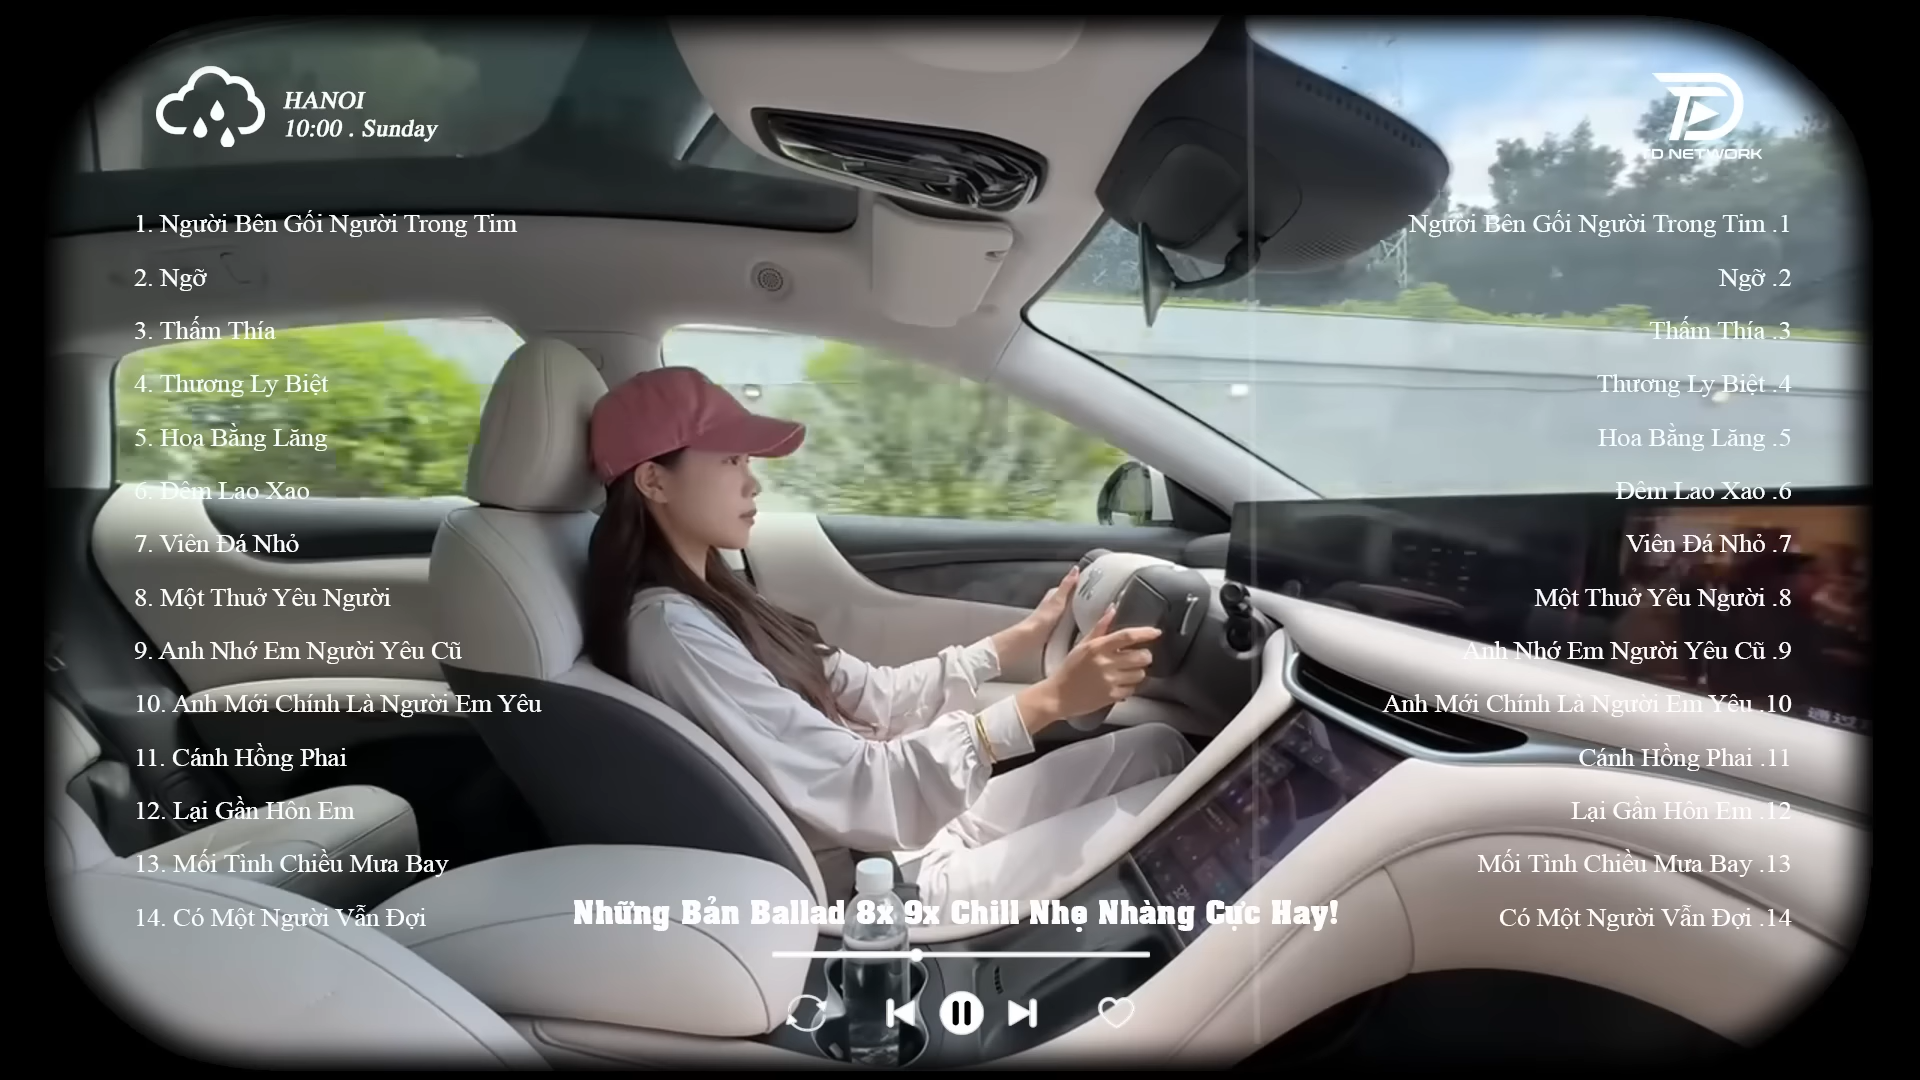 HANOI
10:00 . Sunday
TD NETWORK
1. Người Bên Gối Người Trong Tim
2. Ngỡ
3. Thấm Thía
4. Thương Ly Biệt
5. Hoa Bằng Lăng
6. Đêm Lao Xao
7. Viên Đá Nhỏ
8. Một Thuở Yêu Người
9. Anh Nhớ Em Người Yêu Cũ
10. Anh Mới Chính Là Người Em Yêu
11. Cánh Hồng Phai
12. Lại Gần Hôn Em
13. Mối Tình Chiều Mưa Bay
14. Có Một Người Vẫn Đợi
Người Bên Gối Người Trong Tim .1
Ngỡ .2
Thấm Thía .3
Thương Ly Biệt .4
Hoa Bằng Lăng .5
Đêm Lao Xao .6
Viên Đá Nhỏ .7
Một Thuở Yêu Người .8
Anh Nhớ Em Người Yêu Cũ .9
Anh Mới Chính Là Người Em Yêu .10
Cánh Hồng Phai .11
Lại Gần Hôn Em .12
Mối Tình Chiều Mưa Bay .13
Có Một Người Vẫn Đợi .14
Những Bản Ballad 8x 9x Chill Nhẹ Nhàng Cực Hay!